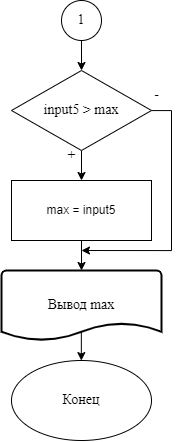 1
input5 > max
-
+
max = input5
Вывод max
Конец